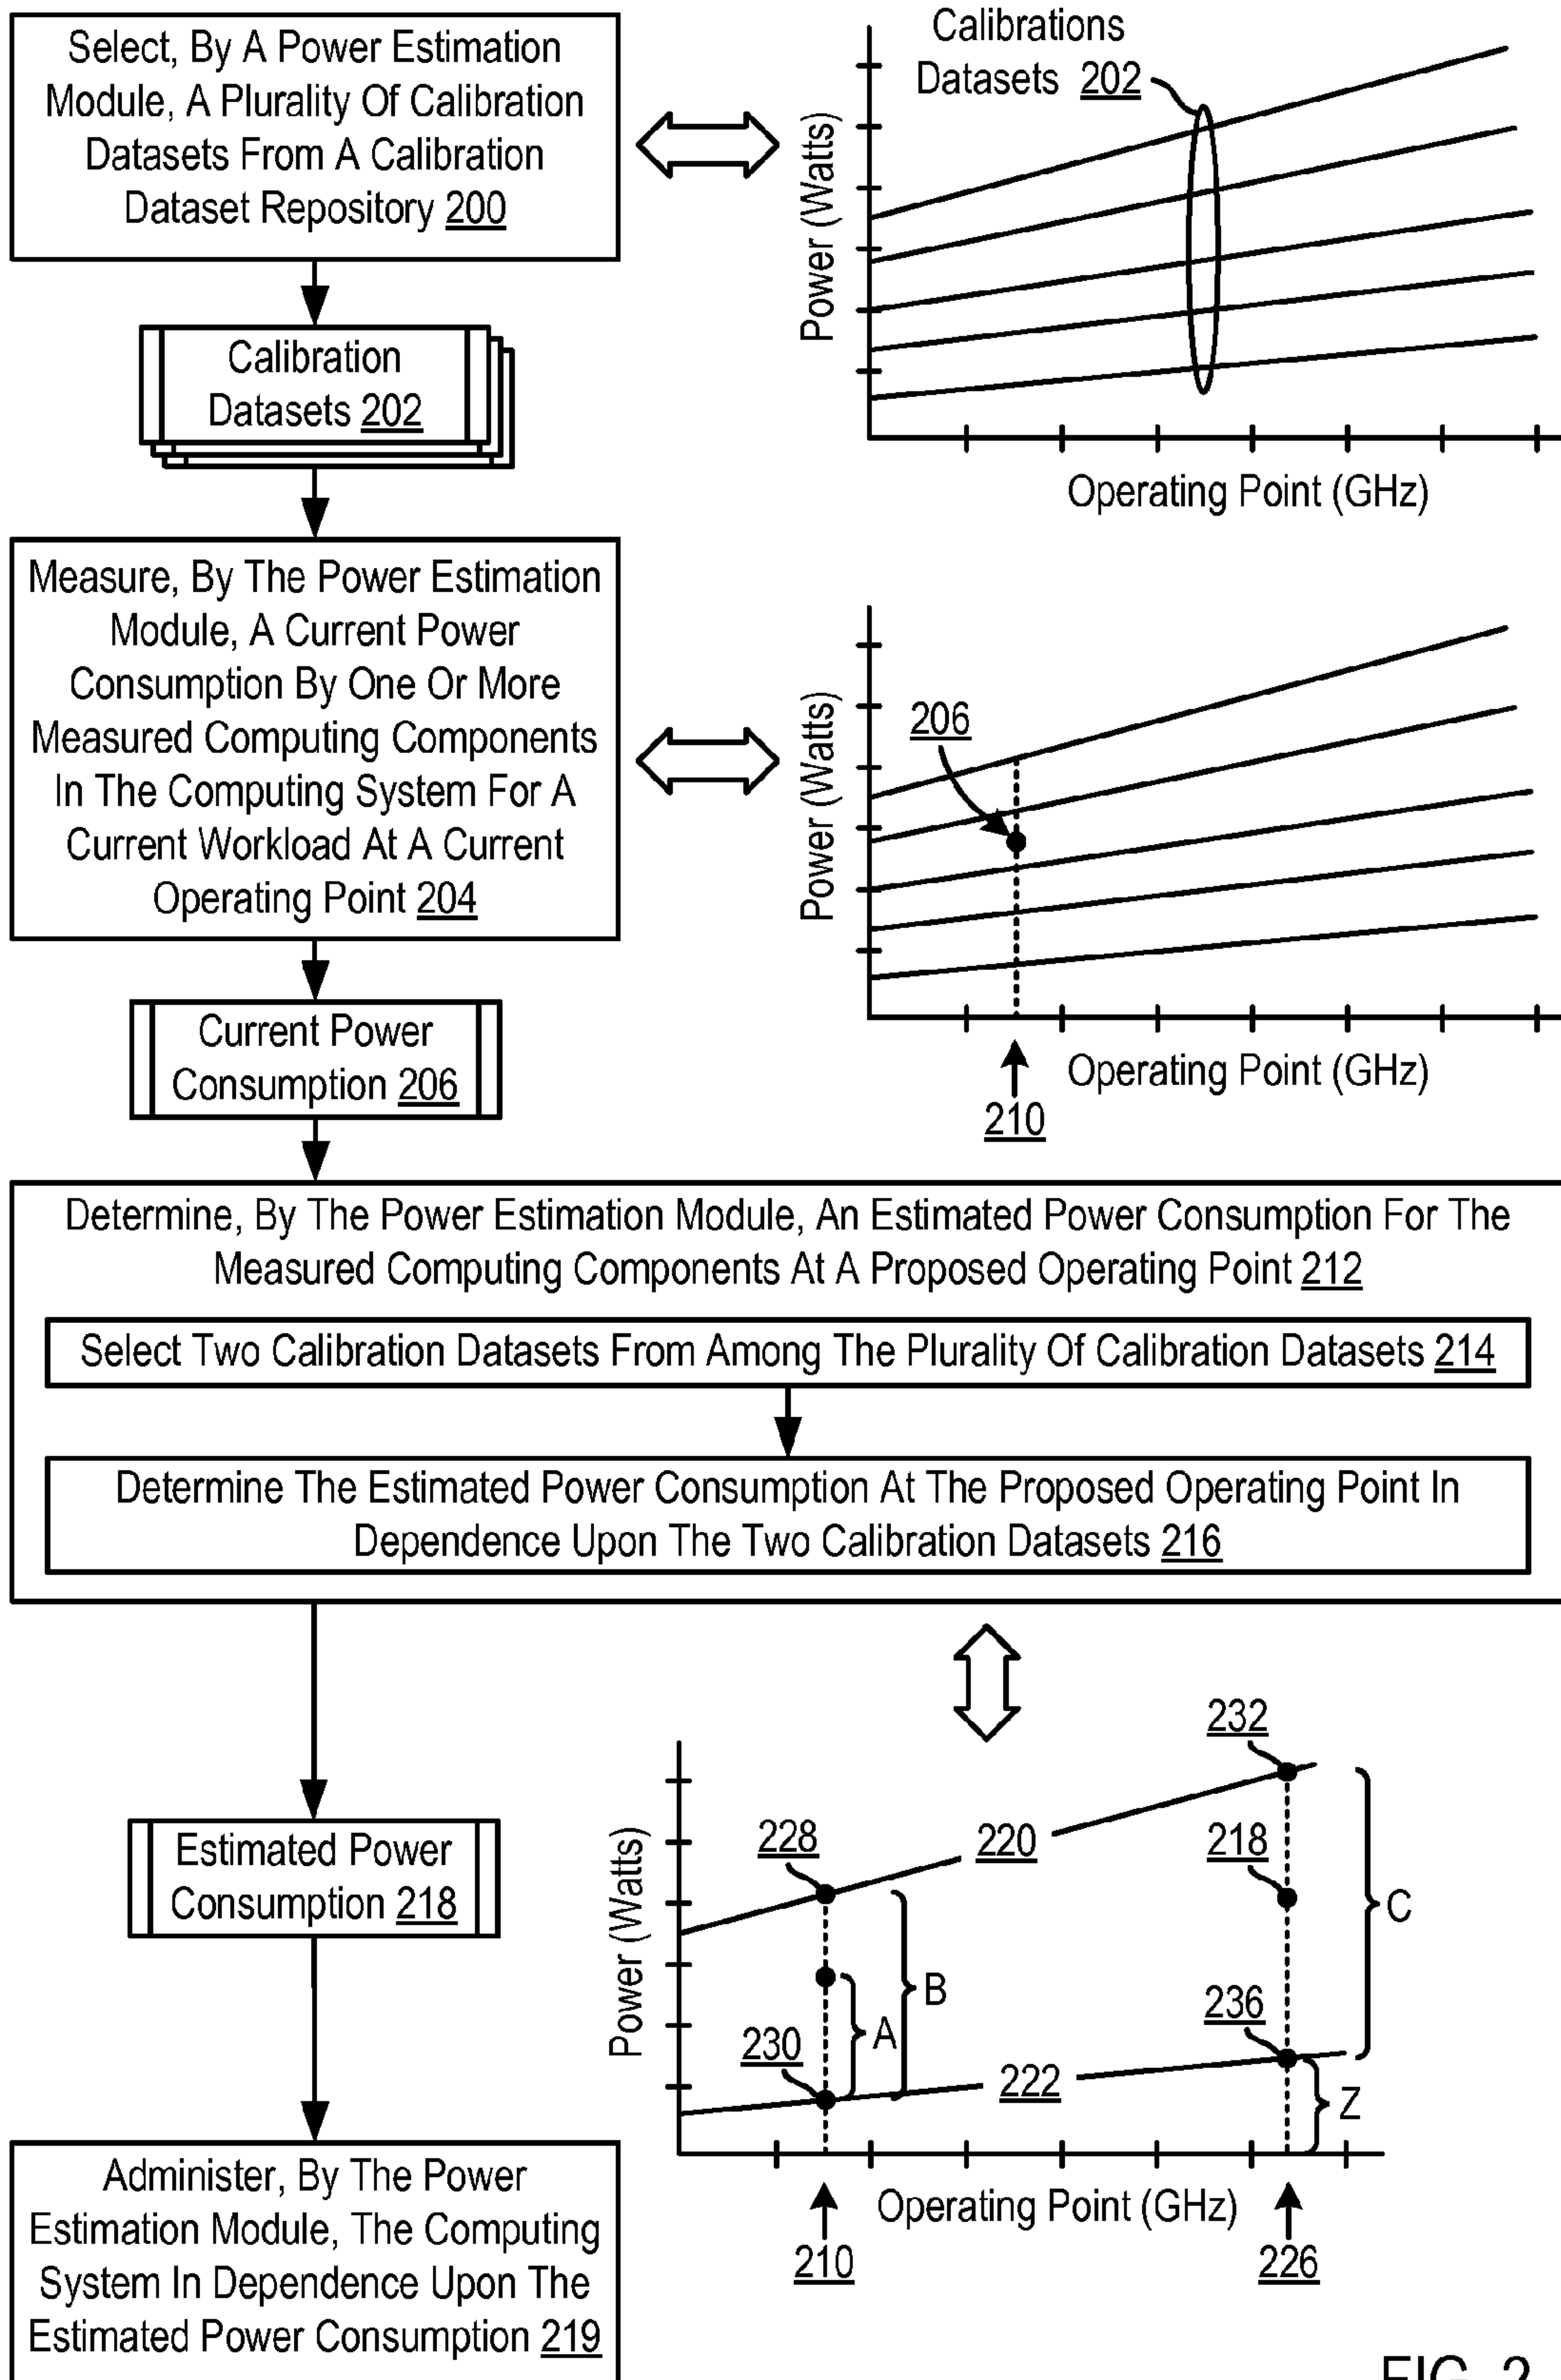 Select, By A Power Estimation
Module, A Plurality Of Calibration
Datasets From A Calibration
Dataset Repository 200
Calibrations
Datasets 202
Power (Watts)
Operating Point (GHz)
Calibration
Datasets 202
Measure, By The Power Estimation
Module, A Current Power
Consumption By One Or More
Measured Computing Components
In The Computing System For A
Current Workload At A Current
Operating Point 204
206
Power (Watts)
Operating Point (GHz)
210
Current Power
Consumption 206
Determine, By The Power Estimation Module, An Estimated Power Consumption For The
Measured Computing Components At A Proposed Operating Point 212
Select Two Calibration Datasets From Among The Plurality Of Calibration Datasets 214
Determine The Estimated Power Consumption At The Proposed Operating Point In
Dependence Upon The Two Calibration Datasets 216
Estimated Power
Consumption 218
232
228
220
218
C
Power (Watts)
B
236
230
A
222
Z
Operating Point (GHz)
210
226
Administer, By The Power
Estimation Module, The Computing
System In Dependence Upon The
Estimated Power Consumption 219
FIG. 2